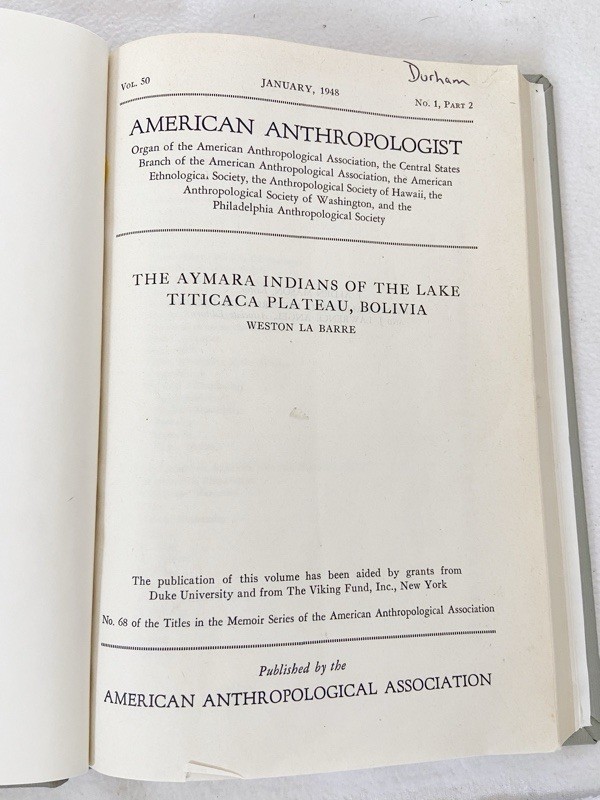 Durham
VOL. 50 JANUARY, 1948 NO. 1, PART 2
AMERICAN ANTHROPOLOGIST
Organ of the American Anthropological Association, the Central States
Branch of the American Anthropological Association, the American
Ethnological Society, the Anthropological Society of Hawaii, the
Anthropological Society of Washington, and the
Philadelphia Anthropological Society
THE AYMARA INDIANS OF THE LAKE
TITICACA PLATEAU, BOLIVIA
WESTON LA BARRE
The publication of this volume has been aided by grants from
Duke University and from The Viking Fund, Inc., New York
No. 68 of the Titles in the Memoir Series of the American Anthropological Association
Published by the
AMERICAN ANTHROPOLOGICAL ASSOCIATION